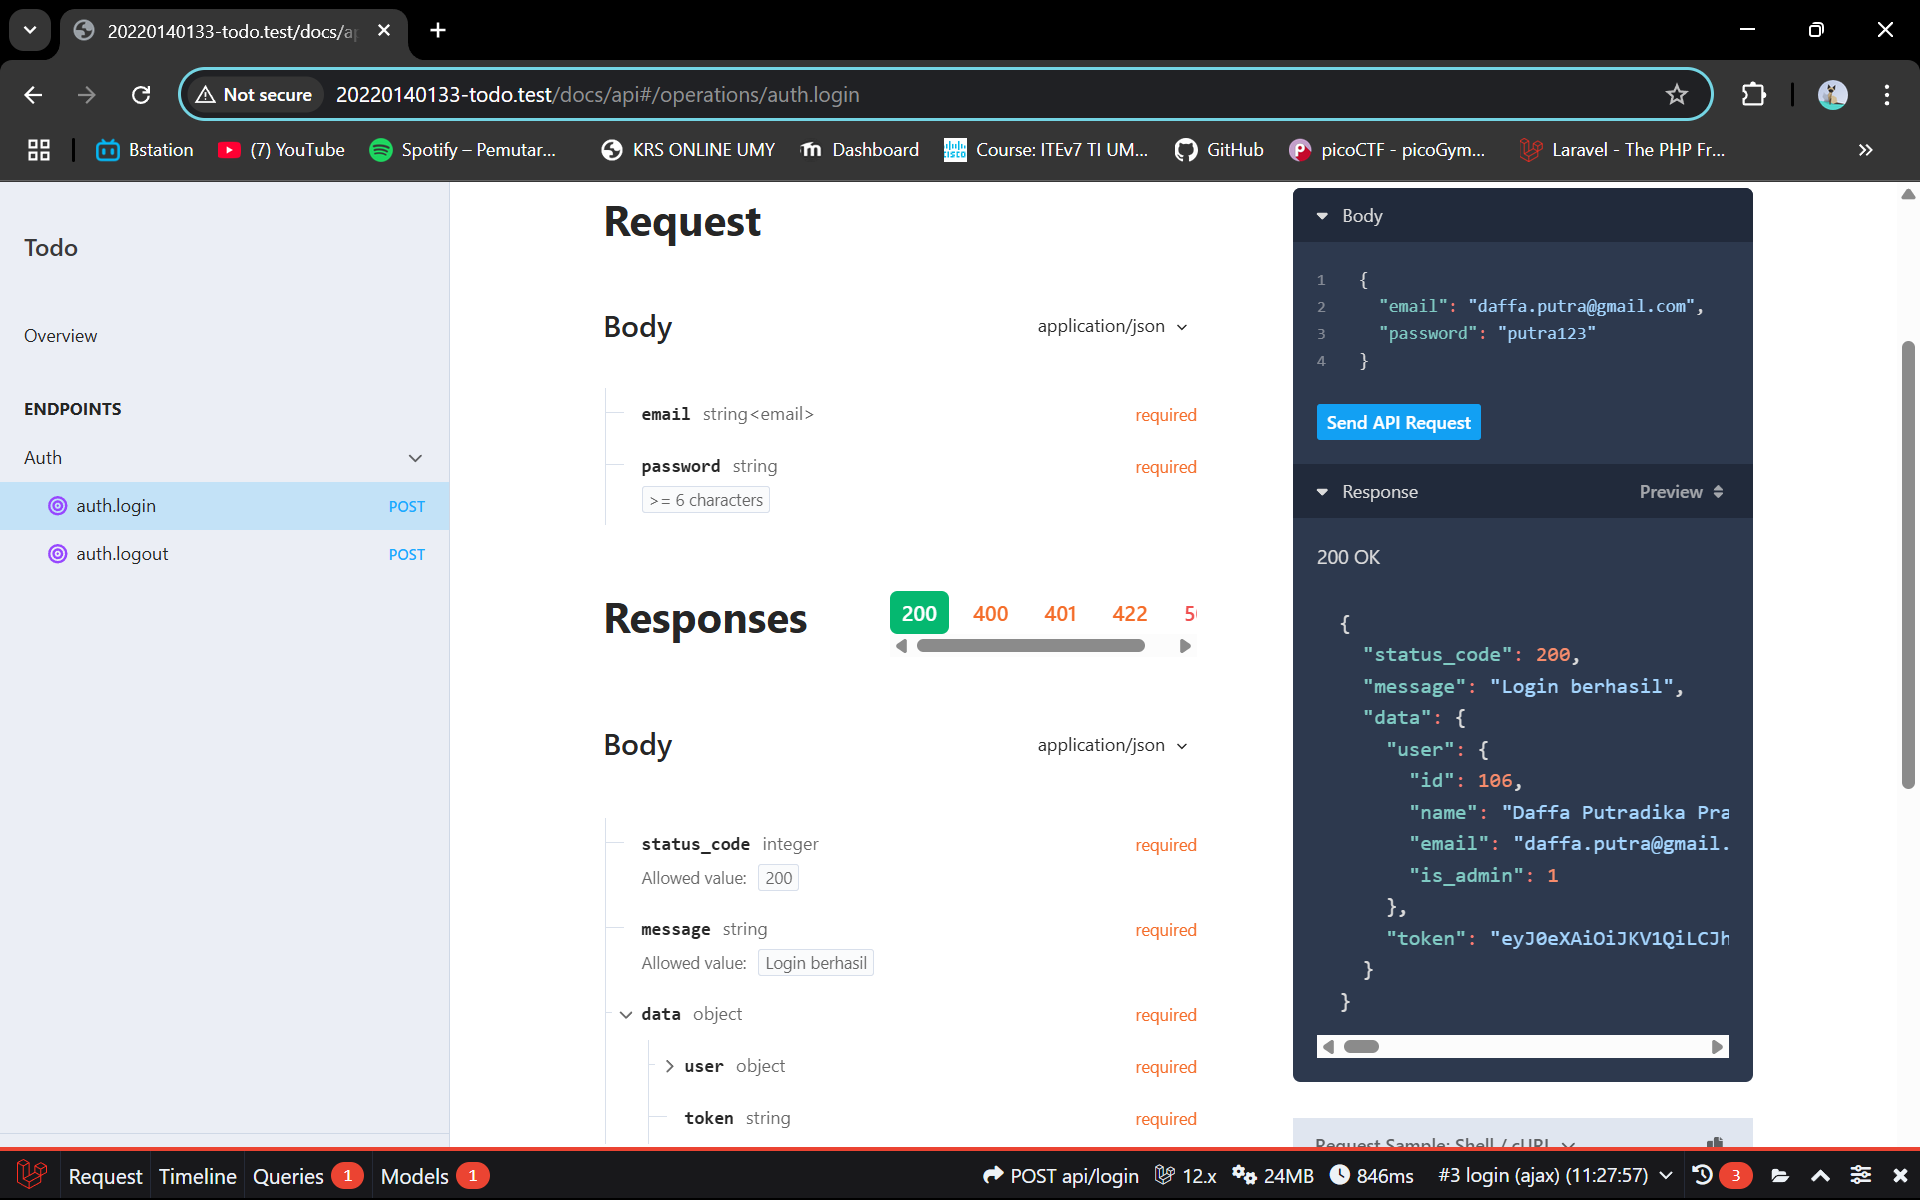 20220140133-todo.test/docs/ap
Not secure
20220140133-todo.test/docs/api#/operations/auth.login
Bstation
(7) YouTube
Spotify – Pemutar...
KRS ONLINE UMY
Dashboard
Course: ITEv7 TI UM...
GitHub
picoCTF - picoGym...
Laravel - The PHP Fr...
Todo
Overview
ENDPOINTS
Auth
auth.login POST
auth.logout POST
Request
Body application/json
email string<email> required
password string required
>= 6 characters
Responses 200 400 401 422
Body application/json
status_code integer required
Allowed value: 200
message string required
Allowed value: Login berhasil
data object required
user object required
token string required
Body
1 {
2 "email": "daffa.putra@gmail.com",
3 "password": "putra123"
4 }
Send API Request
Response Preview
200 OK
{
"status_code": 200,
"message": "Login berhasil",
"data": {
"user": {
"id": 106,
"name": "Daffa Putradika Pra
"email": "daffa.putra@gmail.
"is_admin": 1
},
"token": "eyJ0eXAiOiJKV1QiLCJh
}
}
Request Sample: Shell / cURL
Request Timeline Queries 1 Models 1 POST api/login 12.x 24MB 846ms #3 login (ajax) (11:27:57) 3